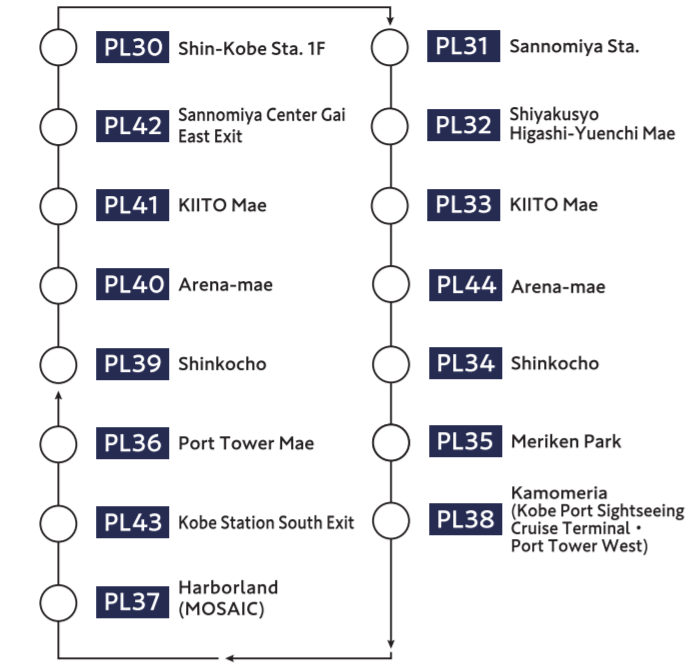 PL30 Shin-Kobe Sta. 1F
PL42 Sannomiya Center Gai
East Exit
PL41 KIITO Mae
PL40 Arena-mae
PL39 Shinkocho
PL36 Port Tower Mae
PL43 Kobe Station South Exit
PL37 Harborland
(MOSAIC)
PL31 Sannomiya Sta.
PL32 Shiyakusyo
Higashi-Yuenchi Mae
PL33 KIITO Mae
PL44 Arena-mae
PL34 Shinkocho
PL35 Meriken Park
PL38 Kamomeria
(Kobe Port Sightseeing
Cruise Terminal・
Port Tower West)